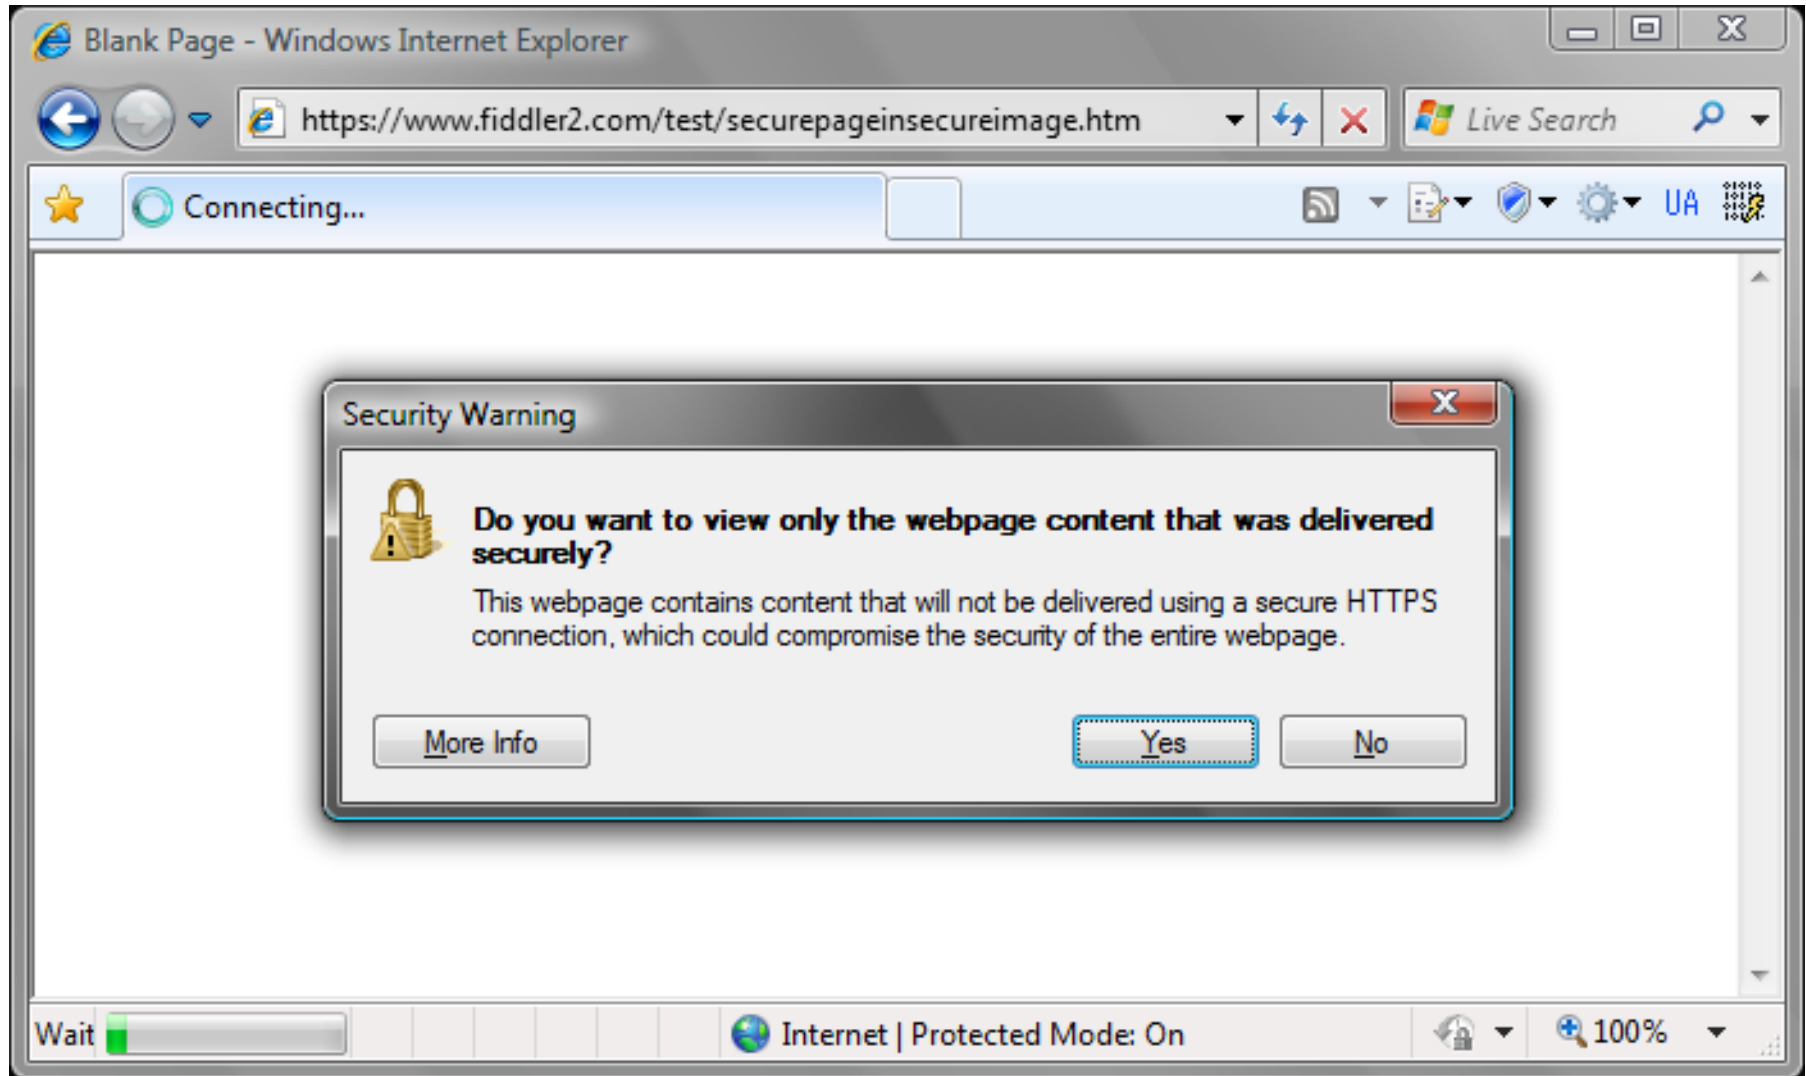 Blank Page - Windows Internet Explorer
https://www.fiddler2.com/test/securepageinsecureimage.htm
Live Search
Connecting...
UA
Security Warning
Do you want to view only the webpage content that was delivered
securely?
This webpage contains content that will not be delivered using a secure HTTPS
connection, which could compromise the security of the entire webpage.
More Info
Yes
No
Wait
Internet | Protected Mode: On
100%